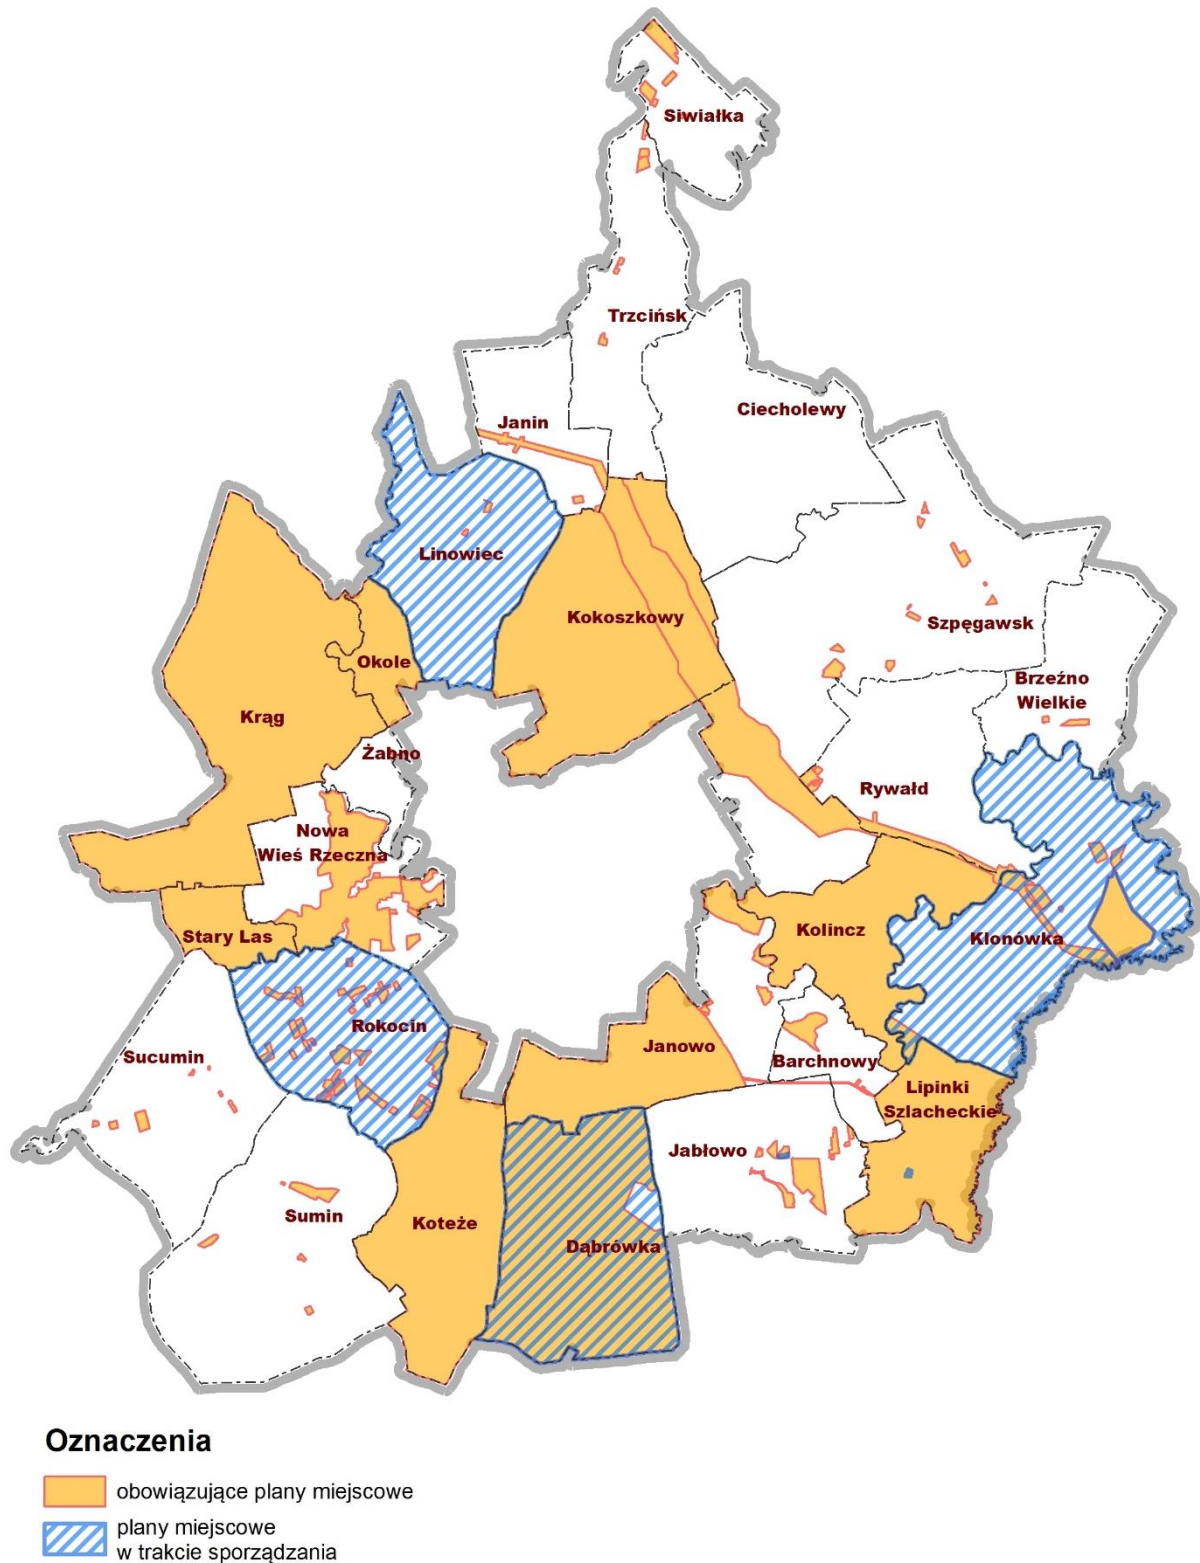 Siwiałka
Trzcińsk
Ciecholewy
Janin
Linowiec
Kokoszkowy
Szpęgawsk
Okole
Brzeźno
Wielkie
Krąg
Żabno
Rywałd
Nowa
Wieś Rzeczna
Kolincz
Stary Las
Klonówka
Rokocin
Janowo
Sucumin
Barchnowy
Lipinki
Szlacheckie
Jabłowo
Sumin
Koteże
Dąbrówka
Oznaczenia
obowiązujące plany miejscowe
plany miejscowe
w trakcie sporządzania